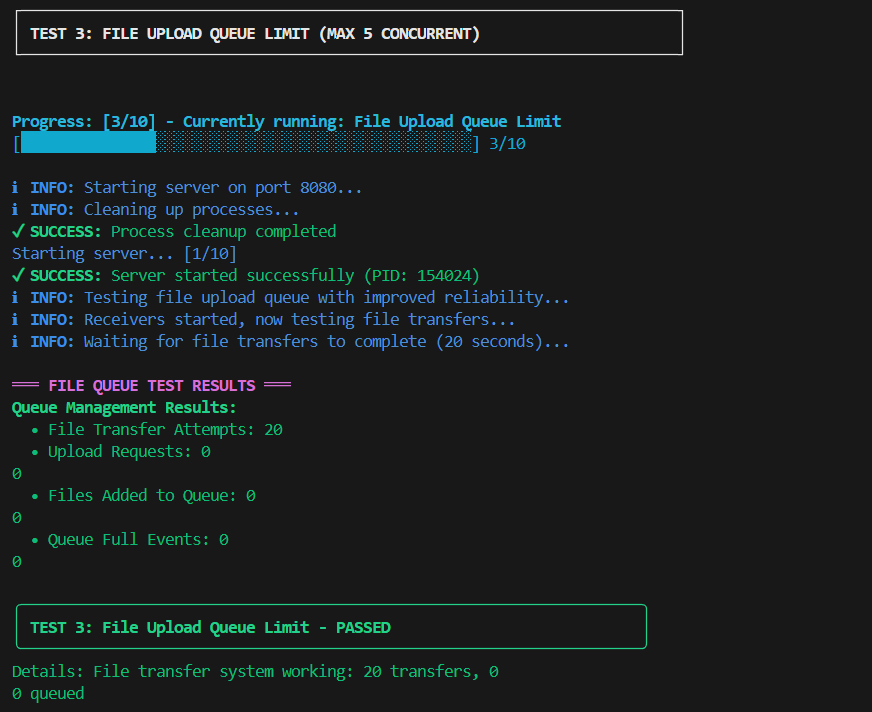 TEST 3: FILE UPLOAD QUEUE LIMIT (MAX 5 CONCURRENT)
Progress: [3/10] - Currently running: File Upload Queue Limit
[] 3/10
ℹ INFO: Starting server on port 8080...
ℹ INFO: Cleaning up processes...
✓ SUCCESS: Process cleanup completed
Starting server... [1/10]
✓ SUCCESS: Server started successfully (PID: 154024)
ℹ INFO: Testing file upload queue with improved reliability...
ℹ INFO: Receivers started, now testing file transfers...
ℹ INFO: Waiting for file transfers to complete (20 seconds)...
═══ FILE QUEUE TEST RESULTS ═══
Queue Management Results:
• File Transfer Attempts: 20
• Upload Requests: 0
0
• Files Added to Queue: 0
0
• Queue Full Events: 0
0
TEST 3: File Upload Queue Limit - PASSED
Details: File transfer system working: 20 transfers, 0
0 queued